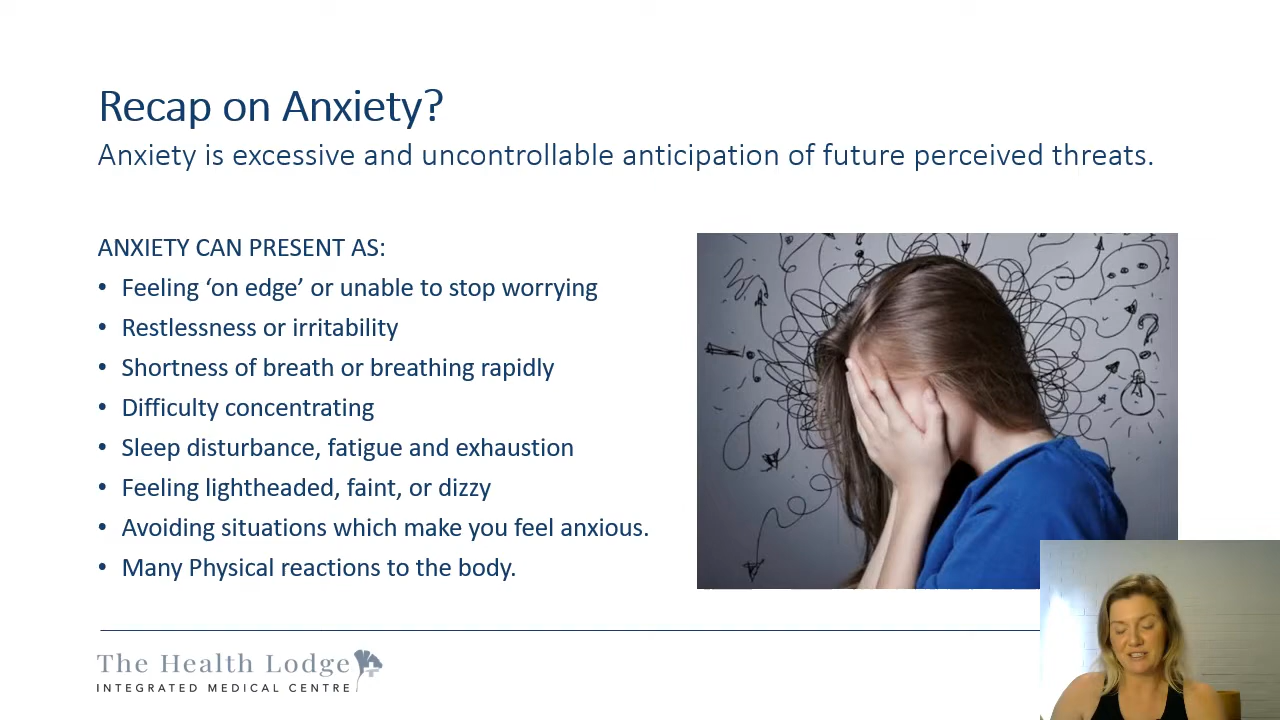 Recap on Anxiety?
Anxiety is excessive and uncontrollable anticipation of future perceived threats.
ANXIETY CAN PRESENT AS:
• Feeling ‘on edge’ or unable to stop worrying
• Restlessness or irritability
• Shortness of breath or breathing rapidly
• Difficulty concentrating
• Sleep disturbance, fatigue and exhaustion
• Feeling lightheaded, faint, or dizzy
• Avoiding situations which make you feel anxious.
• Many Physical reactions to the body.
The Health Lodge
INTEGRATED MEDICAL CENTRE